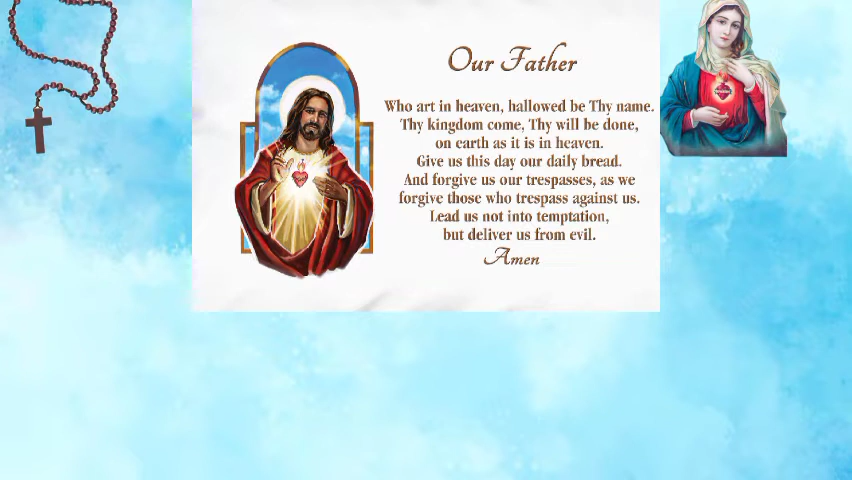 Our Father
Who art in heaven, hallowed be Thy name.
Thy kingdom come, Thy will be done,
on earth as it is in heaven.
Give us this day our daily bread.
And forgive us our trespasses, as we
forgive those who trespass against us.
Lead us not into temptation,
but deliver us from evil.
Amen